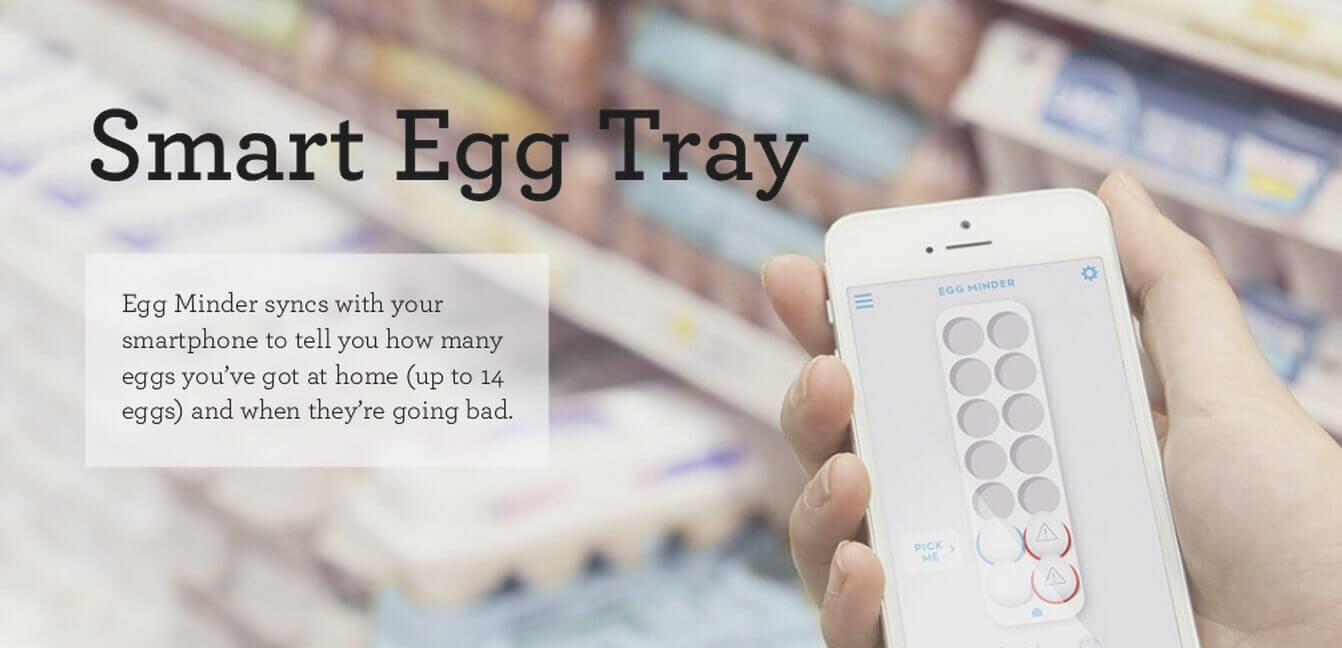 Smart Egg Tray
Egg Minder syncs with your
smartphone to tell you how many
eggs you’ve got at home (up to 14
eggs) and when they’re going bad.
EGG MINDER
PICK
ME